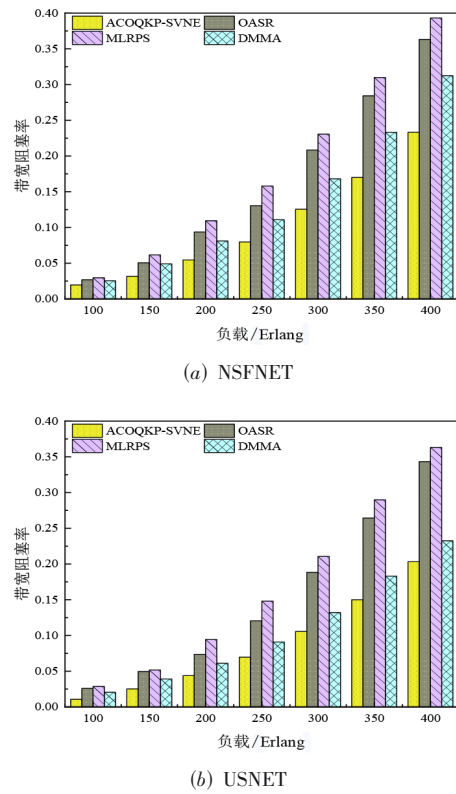 ACOQKP-SVNE OASR
MLRPS DMMA
0.40
0.35
0.30
0.25
0.20
0.15
0.10
0.05
0.00
带宽阻塞率
100 150 200 250 300 350 400
负载/Erlang
(a) NSFNET
ACOQKP-SVNE OASR
MLRPS DMMA
0.40
0.35
0.30
0.25
0.20
0.15
0.10
0.05
0.00
带宽阻塞率
100 150 200 250 300 350 400
负载/Erlang
(b) USNET